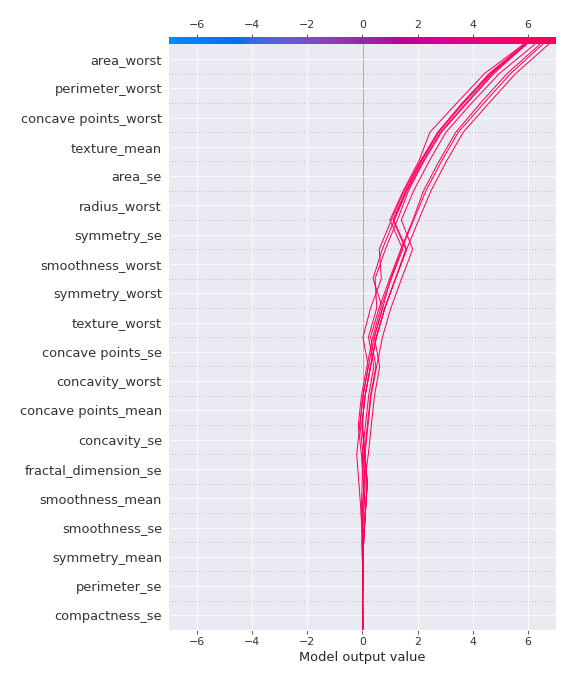 −6 −4 −2 0 2 4 6
area_worst
perimeter_worst
concave points_worst
texture_mean
area_se
radius_worst
symmetry_se
smoothness_worst
symmetry_worst
texture_worst
concave points_se
concavity_worst
concave points_mean
concavity_se
fractal_dimension_se
smoothness_mean
smoothness_se
symmetry_mean
perimeter_se
compactness_se
−6 −4 −2 0 2 4 6
Model output value